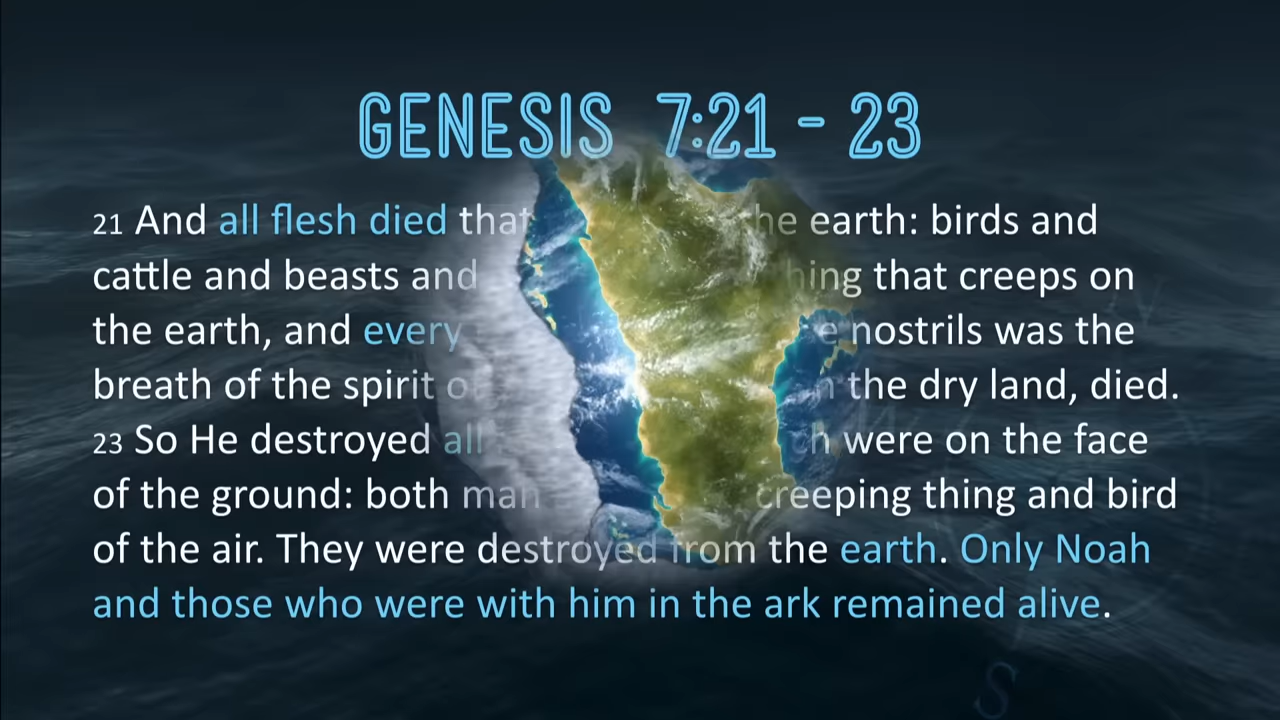 GENESIS 7:21 - 23
21 And all flesh died that he earth: birds and
cattle and beasts and hing that creeps on
the earth, and every e nostrils was the
breath of the spirit o n the dry land, died.
23 So He destroyed all ch were on the face
of the ground: both man creeping thing and bird
of the air. They were destroyed from the earth. Only Noah
and those who were with him in the ark remained alive.
S